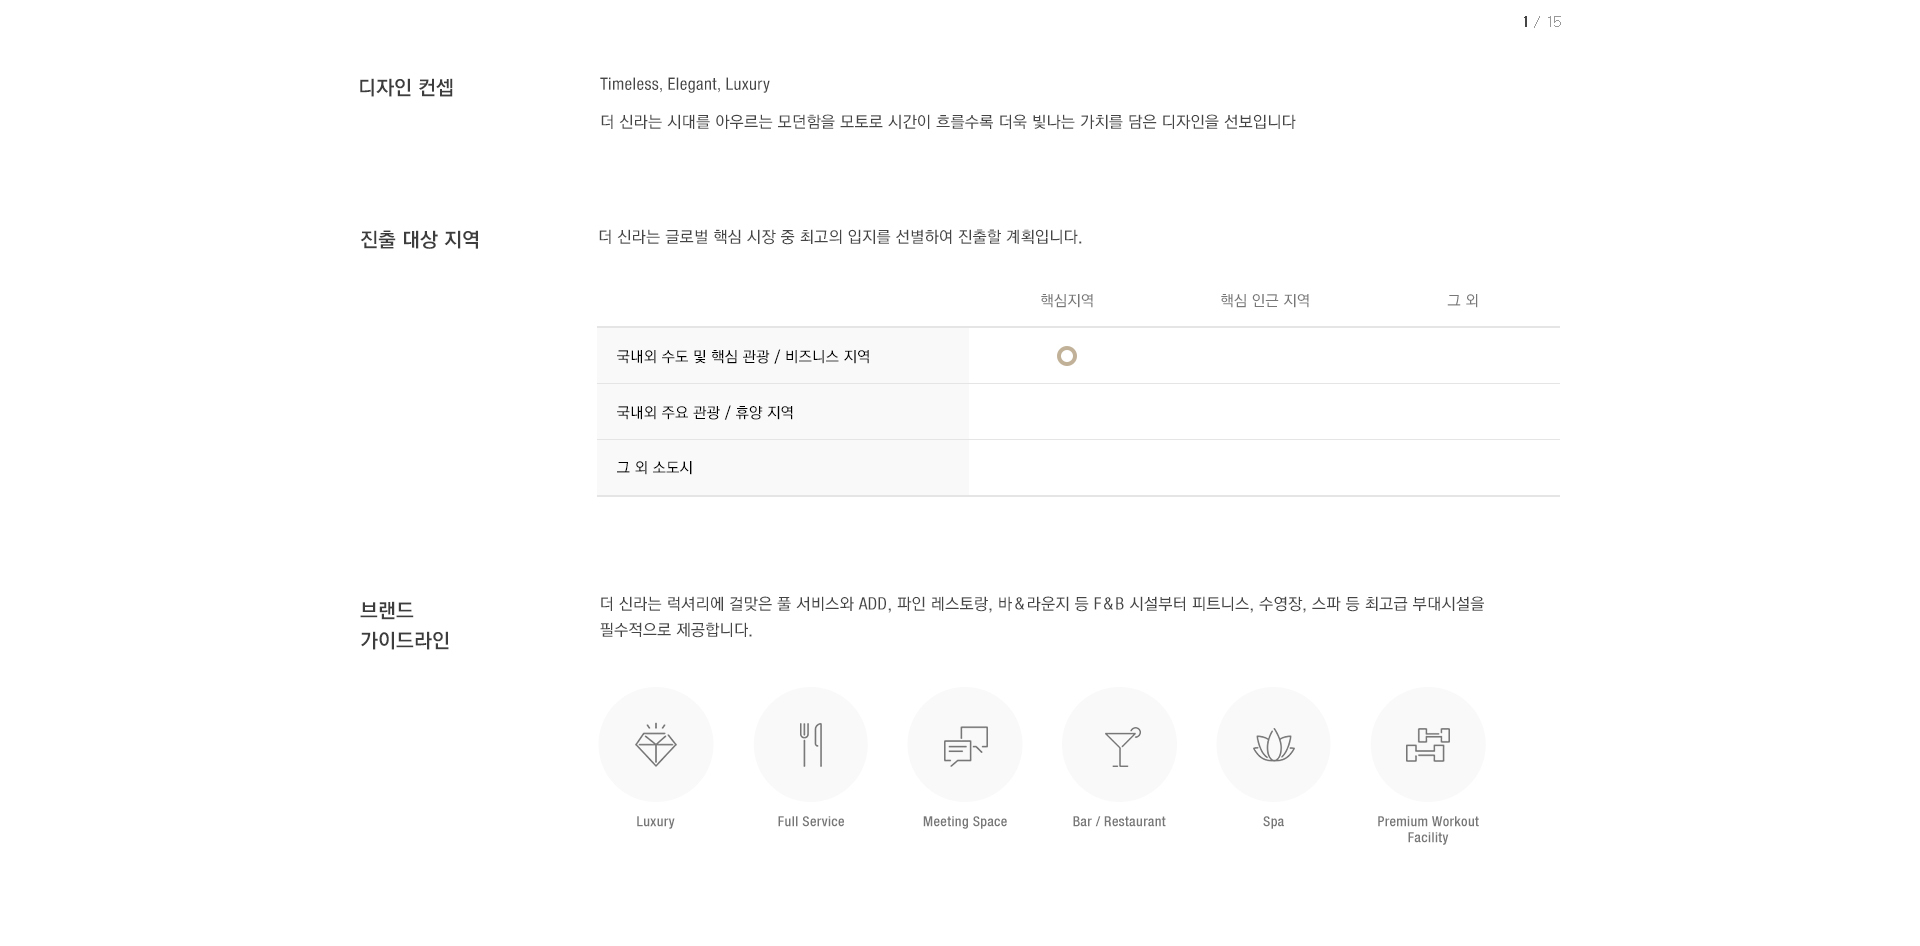 1 / 15
디자인 컨셉
Timeless, Elegant, Luxury
더 신라는 시대를 아우르는 모던함을 모토로 시간이 흐를수록 더욱 빛나는 가치를 담은 디자인을 선보입니다
진출 대상 지역
더 신라는 글로벌 핵심 시장 중 최고의 입지를 선별하여 진출할 계획입니다.
핵심지역 핵심 인근 지역 그 외
국내외 수도 및 핵심 관광 / 비즈니스 지역
국내외 주요 관광 / 휴양 지역
그 외 소도시
브랜드
가이드라인
더 신라는 럭셔리에 걸맞은 풀 서비스와 ADD, 파인 레스토랑, 바&라운지 등 F&B 시설부터 피트니스, 수영장, 스파 등 최고급 부대시설을
필수적으로 제공합니다.
Luxury
Full Service
Meeting Space
Bar / Restaurant
Spa
Premium Workout
Facility